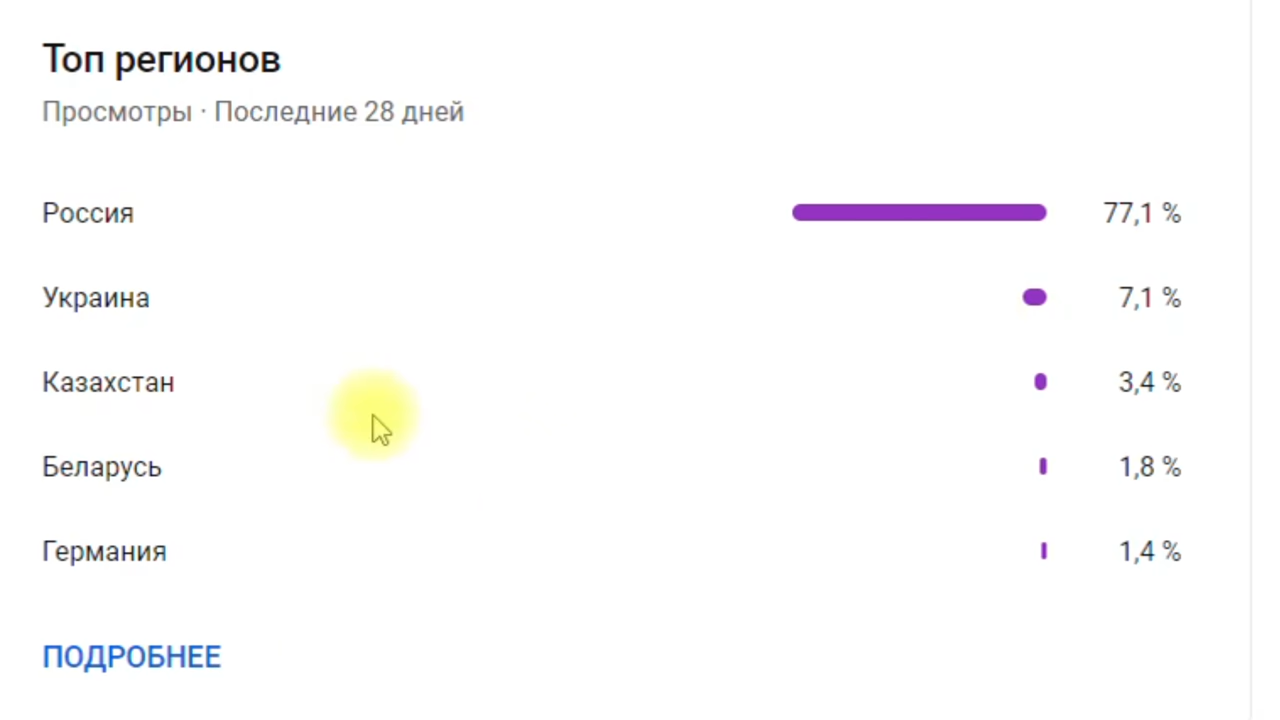 Топ регионов
Просмотры · Последние 28 дней
Россия 77,1 %
Украина 7,1 %
Казахстан 3,4 %
Беларусь 1,8 %
Германия 1,4 %
ПОДРОБНЕЕ